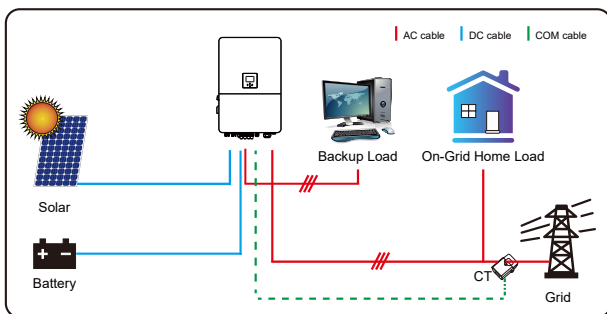 AC cable
DC cable
COM cable
Backup Load
On-Grid Home Load
Solar
CT
Battery
Grid